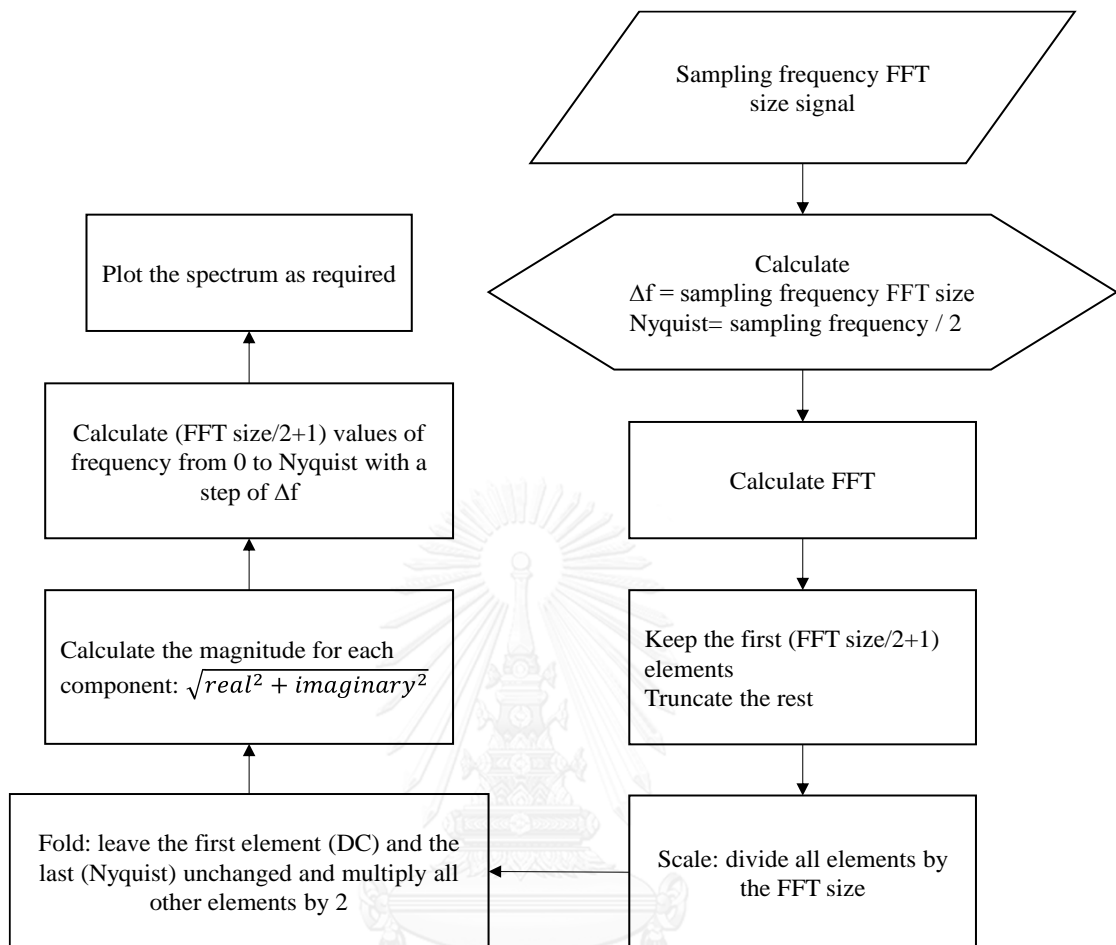 Sampling frequency FFT
size signal
Calculate
Δf = sampling frequency FFT size
Nyquist= sampling frequency / 2
Calculate FFT
Keep the first (FFT size/2+1)
elements
Truncate the rest
Scale: divide all elements by
the FFT size
Fold: leave the first element (DC) and the
last (Nyquist) unchanged and multiply all
other elements by 2
Calculate the magnitude for each
component: √(real² + imaginary²)
Calculate (FFT size/2+1) values of
frequency from 0 to Nyquist with a
step of Δf
Plot the spectrum as required